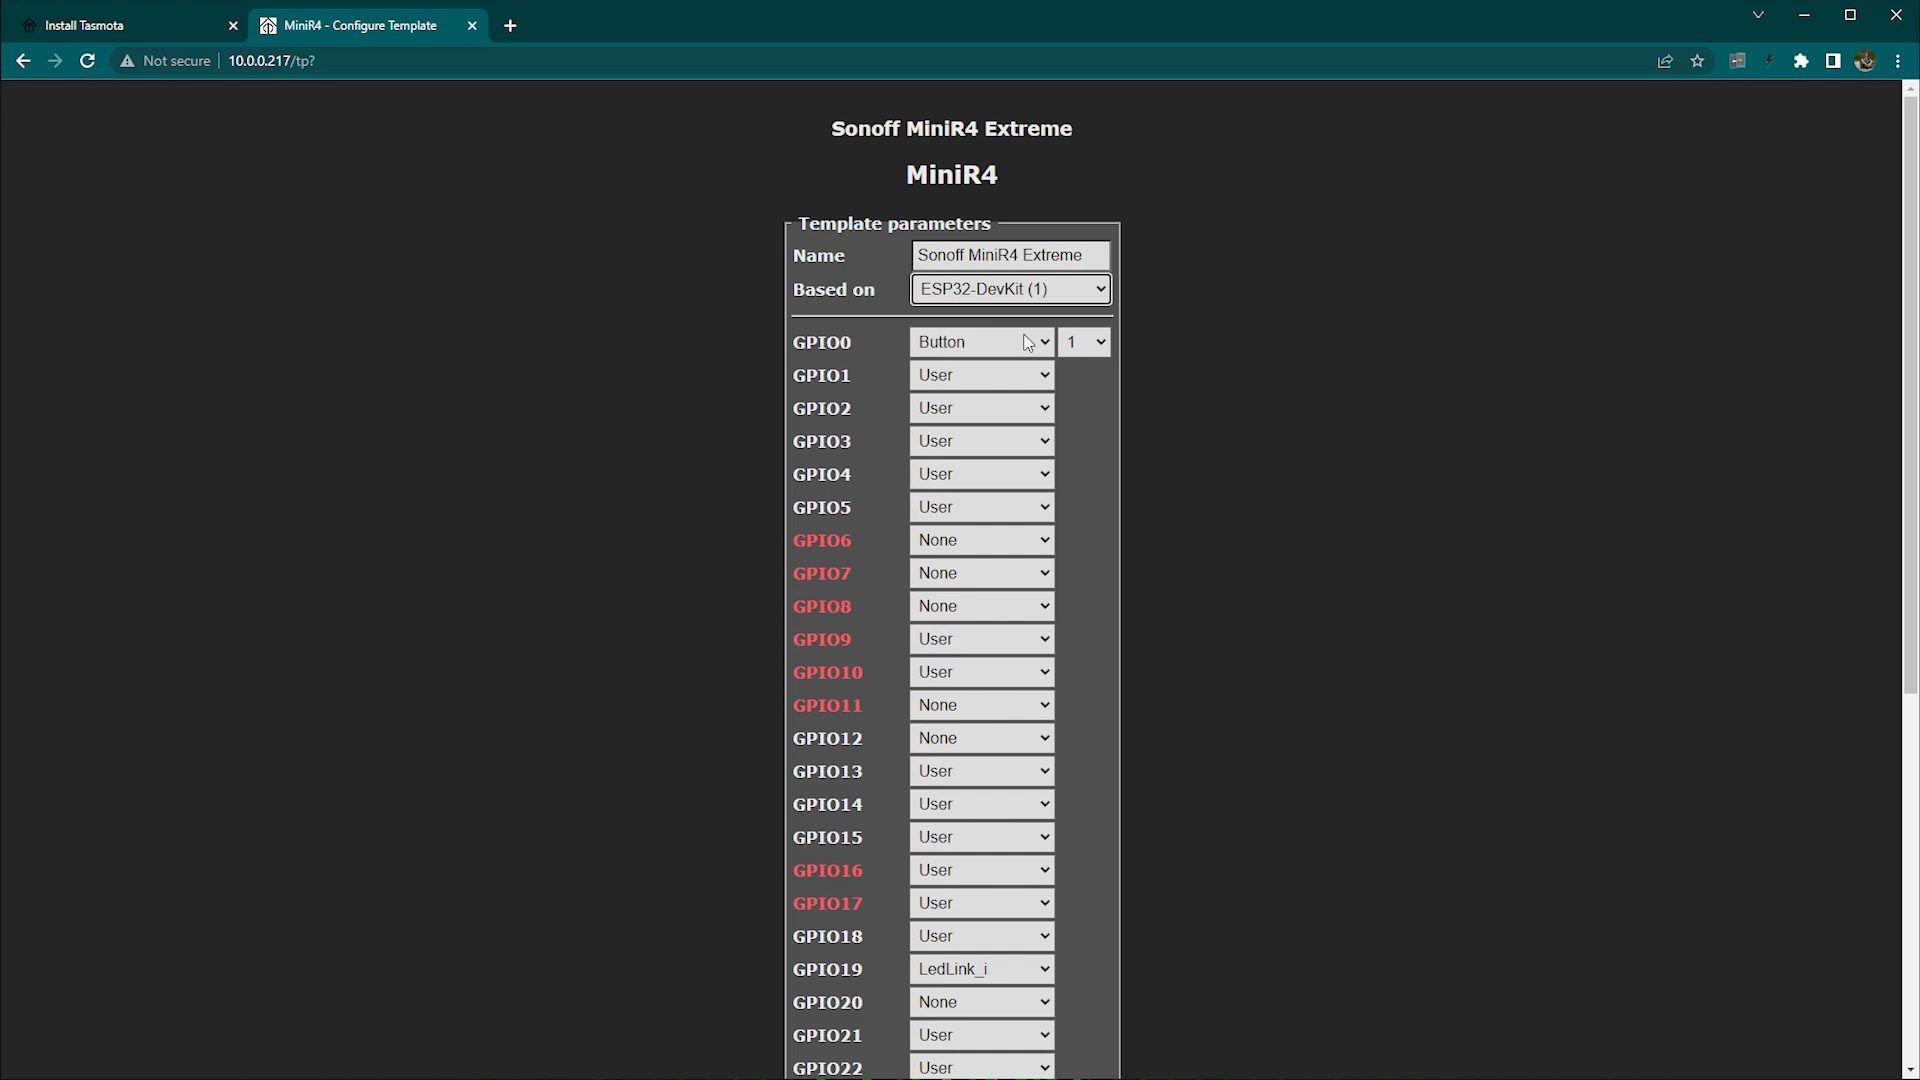 Install Tasmota
MiniR4 - Configure Template
Not secure
10.0.0.217/tp?
Sonoff MiniR4 Extreme
MiniR4
Template parameters
Name Sonoff MiniR4 Extreme
Based on ESP32-DevKit (1)
GPIO0 Button 1
GPIO1 User
GPIO2 User
GPIO3 User
GPIO4 User
GPIO5 User
GPIO6 None
GPIO7 None
GPIO8 None
GPIO9 User
GPIO10 User
GPIO11 None
GPIO12 None
GPIO13 User
GPIO14 User
GPIO15 User
GPIO16 User
GPIO17 User
GPIO18 User
GPIO19 LedLink_i
GPIO20 None
GPIO21 User
GPIO22 User